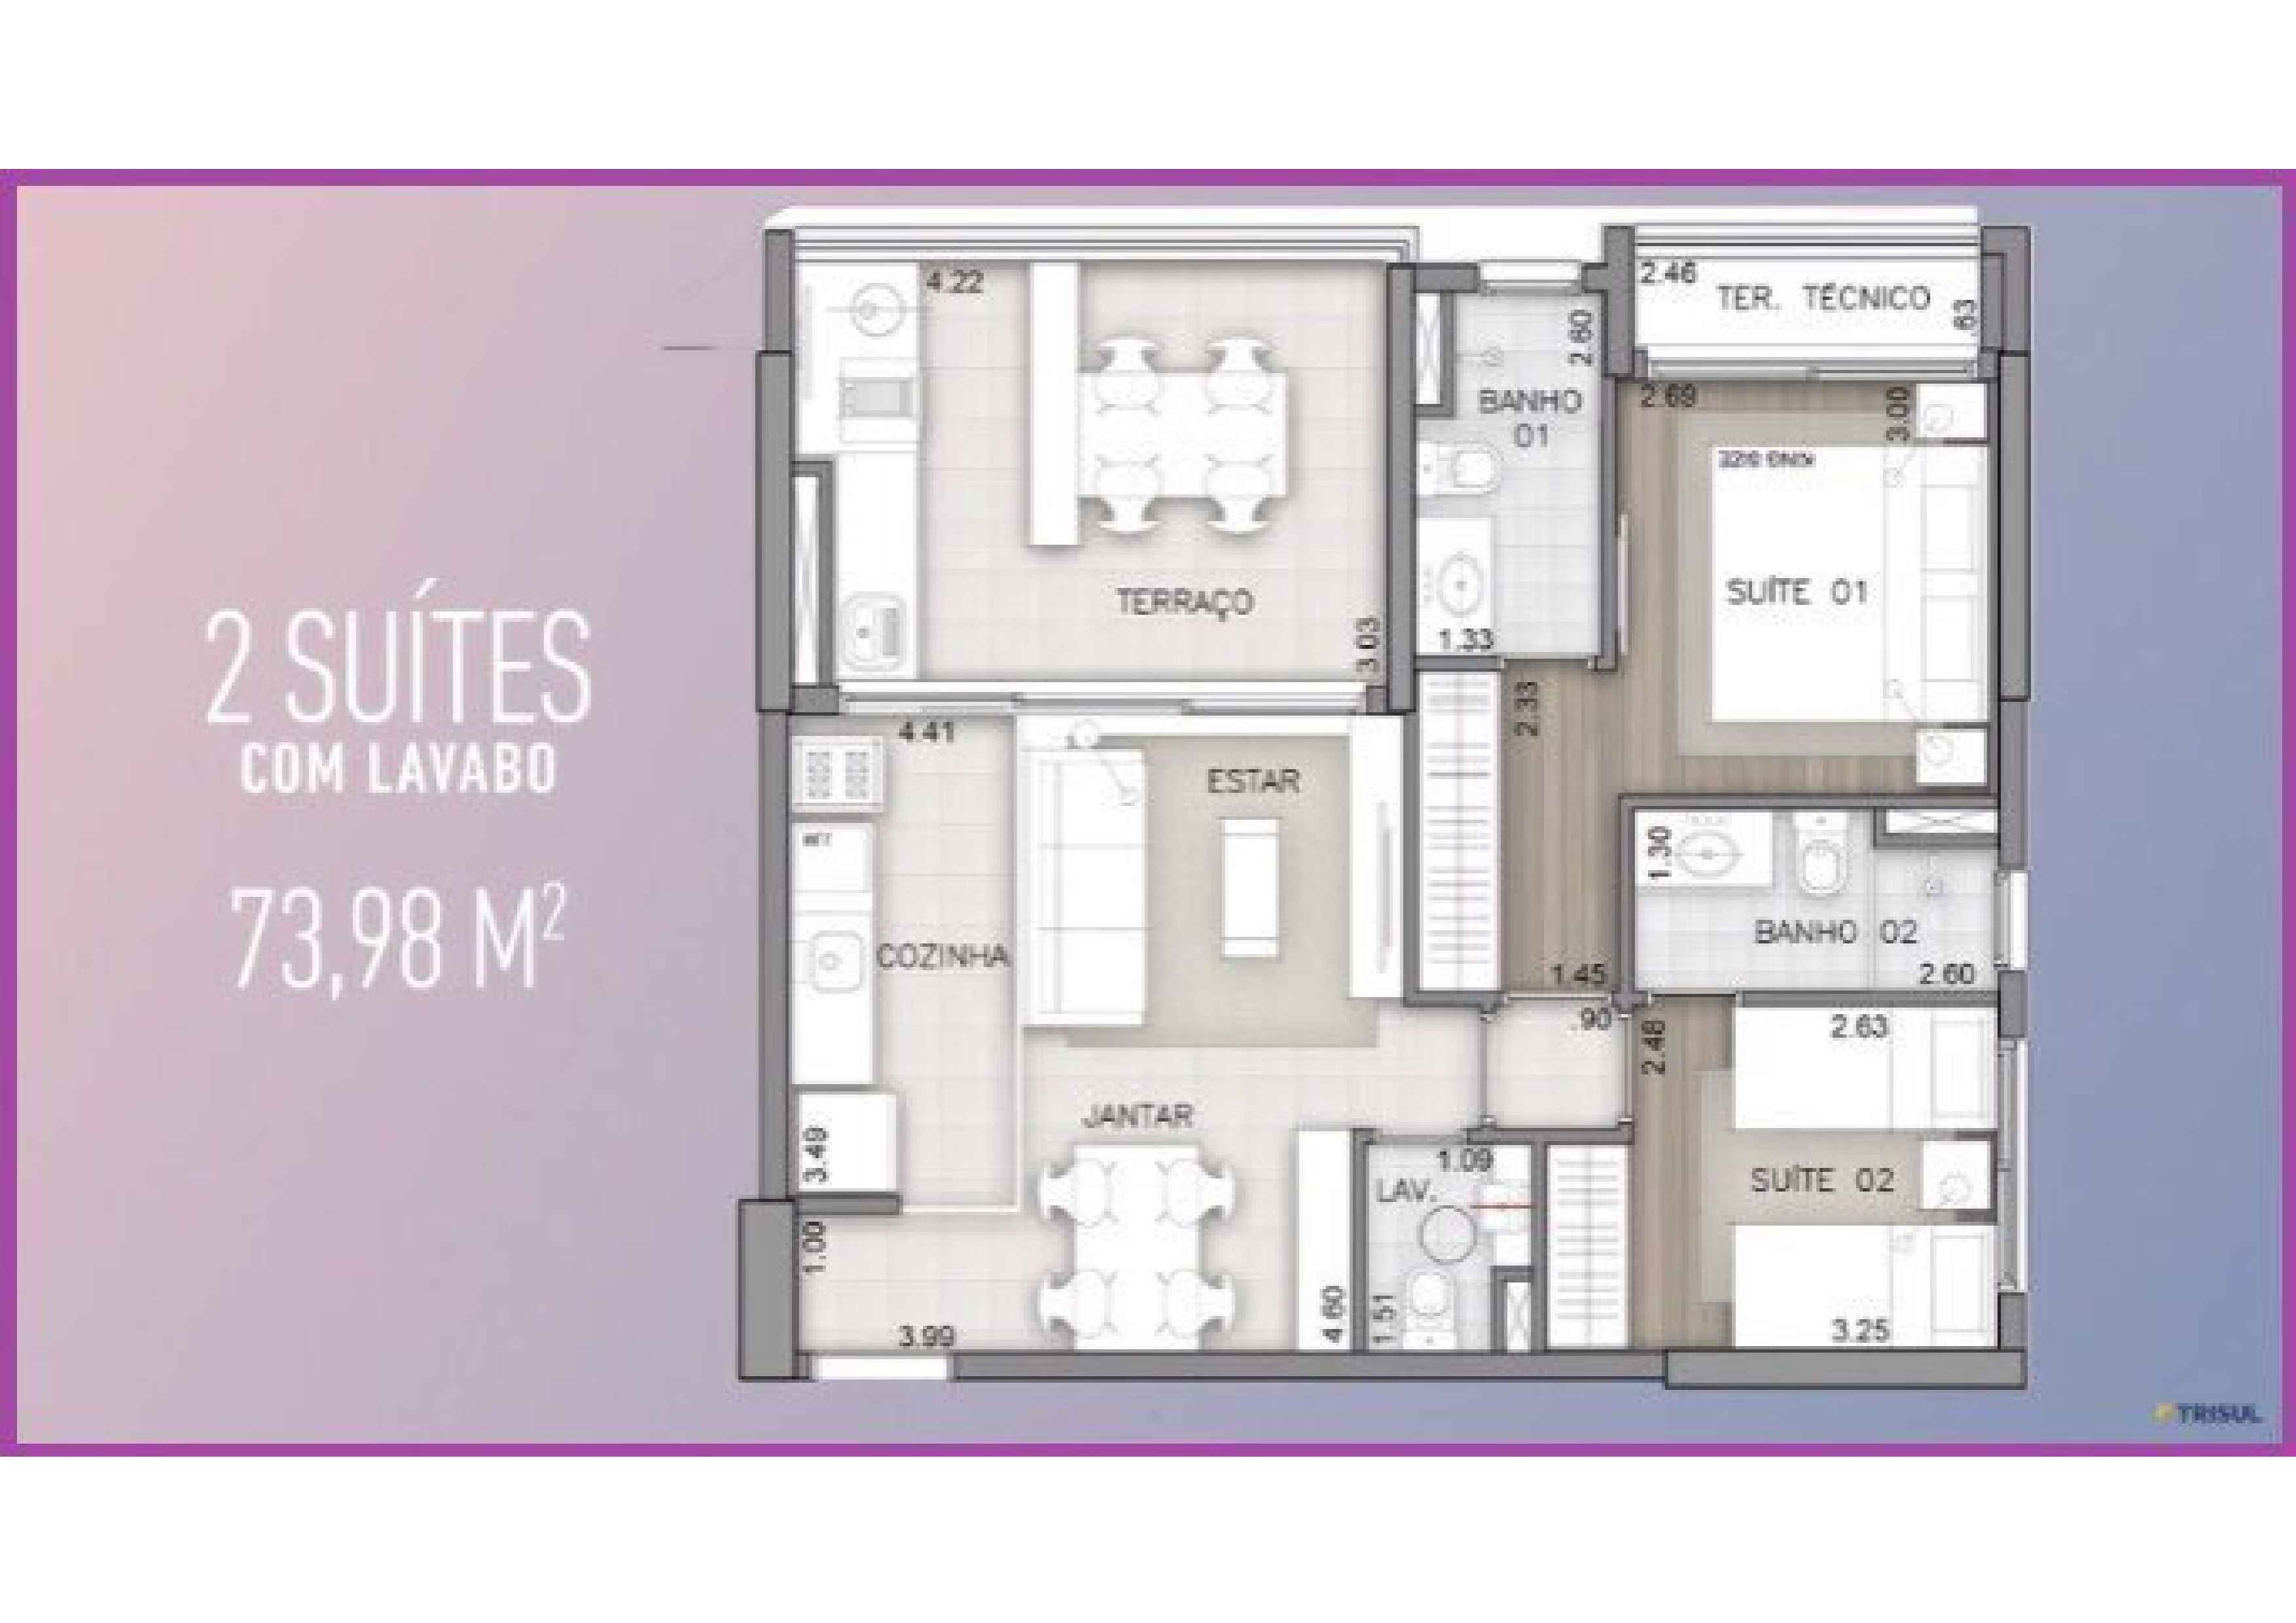 2 SUÍTES
COM LAVABO
73,98 M²
4.22
TERRAÇO
3.03
2.60
BANHO
01
1.33
2.46
TER. TÉCNICO
.63
2.69
3.00
SUÍTE 01
2.33
1.45
4.41
ESTAR
COZINHA
3.49
1.00
JANTAR
3.99
4.60
1.30
BANHO 02
2.60
.90
2.48
2.63
SUÍTE 02
3.25
1.09
LAV.
1.51
TRISUL